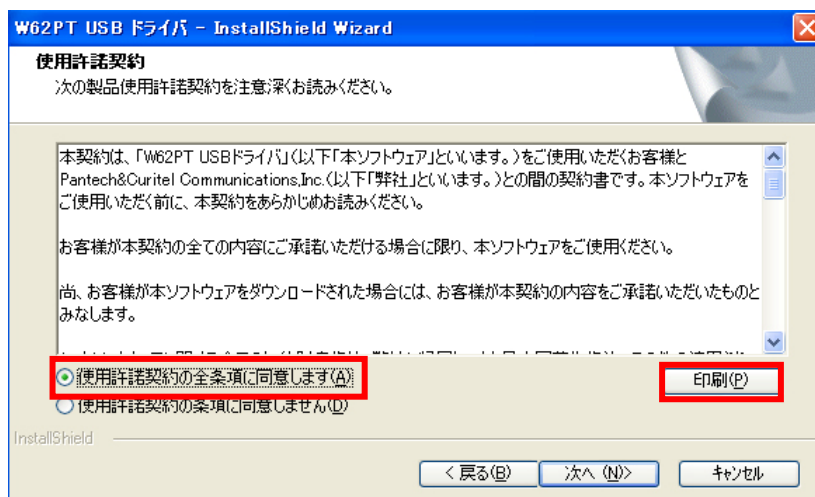 W62PT USB ドライバ - InstallShield Wizard
使用許諾契約
次の製品使用許諾契約を注意深くお読みください。
本契約は、「W62PT USBドライバ」(以下「本ソフトウェア」といいます。)をご使用いただくお客様と
Pantech&Curitel Communications,Inc.(以下「弊社」といいます。)との間の契約書です。本ソフトウェアを
ご使用いただく前に、本契約をあらかじめお読みください。
お客様が本契約の全ての内容にご承諾いただける場合に限り、本ソフトウェアをご使用ください。
尚、お客様が本ソフトウェアをダウンロードされた場合には、お客様が本契約の内容をご承諾いただいたものと
みなします。
使用許諾契約の全条項に同意します(A)
印刷(P)
使用許諾契約の条項に同意しません(D)
InstallShield
< 戻る(B)
次へ (N)>
キャンセル